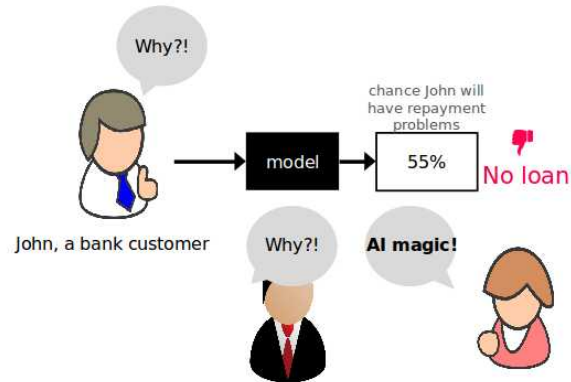 Why?!
chance John will
have repayment
problems
model
55%
No loan
John, a bank customer
Why?!
AI magic!